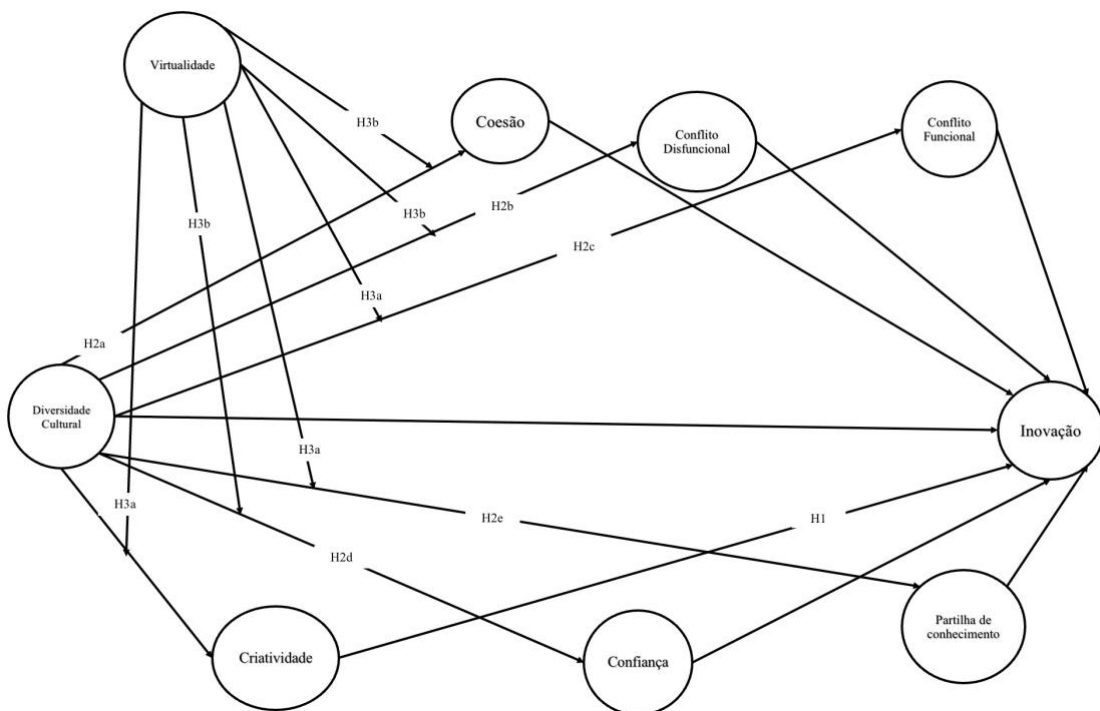 Virtualidade
H3b
Coesão
Conflito
Disfuncional
Conflito
Funcional
H3b
H2b
H3b
H2c
H3a
H2a
Diversidade
Cultural
Inovação
H3a
H3a
H2e
H1
H2d
Criatividade
Confiança
Partilha de
conhecimento